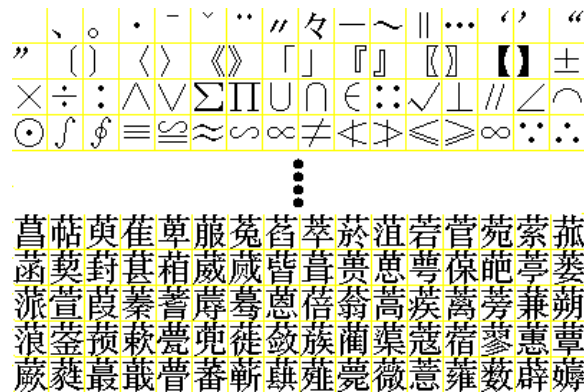 、 。 · ˉ ˇ ¨ 〃 々 — ～ ‖ … ‘ ’ “
” 〔 〕 〈 〉 《 》 「 」 『 』 〖 〗 【 】 ±
× ÷ ∶ ∧ ∨ ∑ ∏ ∪ ∩ ∈ ∷ √ ⊥ ∥ ∠ ⌒
⊙ ∫ ∮ ≡ ≌ ≈ ∽ ∝ ≠ ≮ ≯ ≤ ≥ ∞ ∵ ∴
菖萜萸萑萆菔菟萏萃菸菹菪菅菀萦菰
菡葜葑葚葙葳蒇蒈葺蒉葸萼葆葩葶蒌
蒎萱葭蓁蓍蓐蓦蒽蓓蓊蒿蒺蓠蒡蒹蒴
蒗蓥蓣蔌甍蔸蓰蔹蔟蔺蕖蔻蓿蓼蕙蕈
蕨蕤蕞蕺瞢蕃蕲蕻薤薨薇薏蕹薮薜薅